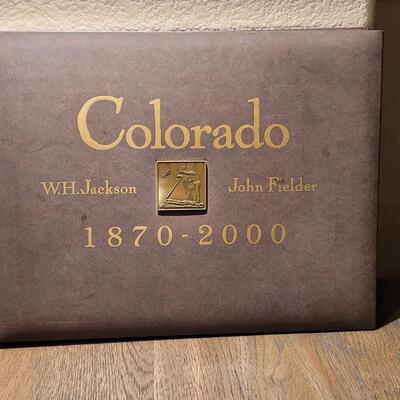 Colorado
W.H.Jackson John Fielder
1870-2000